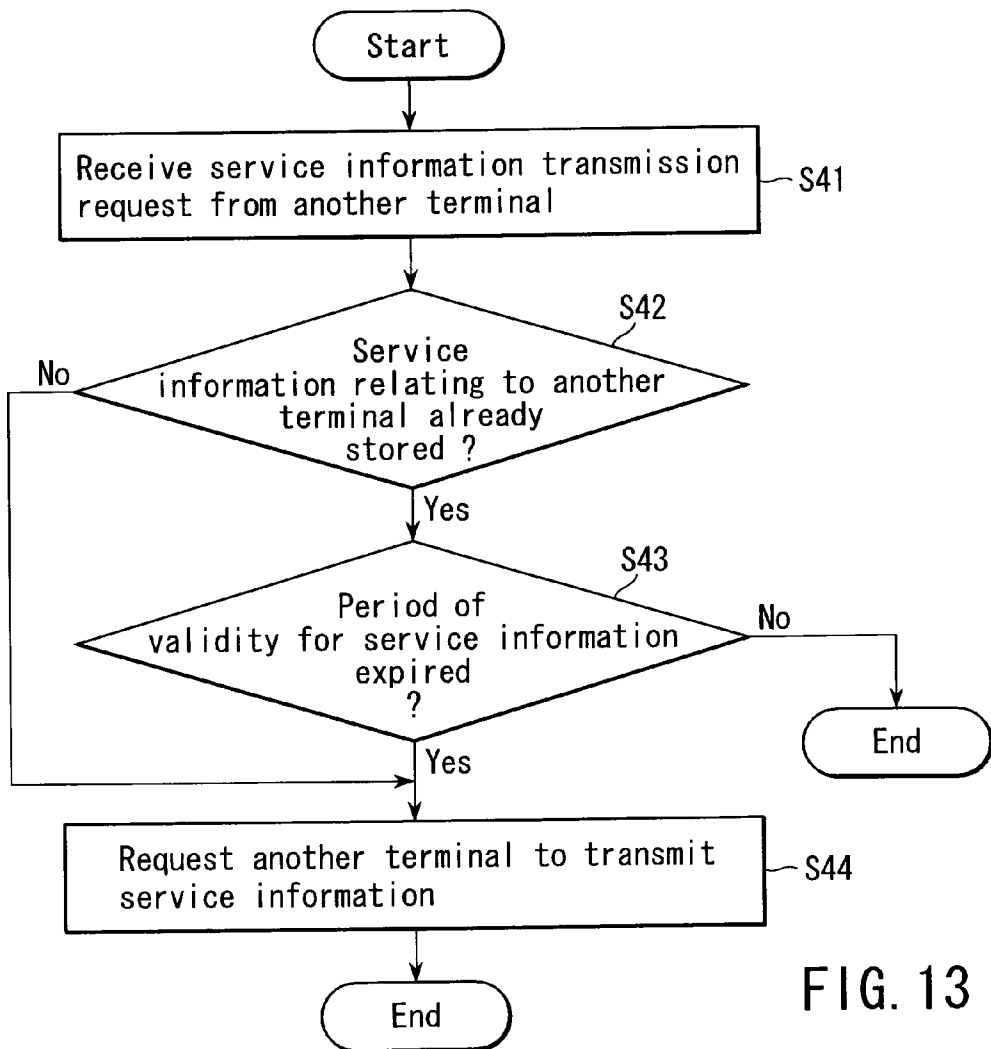 Start
Receive service information transmission
request from another terminal
S41
S42
Service
information relating to another
terminal already
stored ?
No
Yes
S43
Period of
validity for service information
expired
?
No
End
Yes
Request another terminal to transmit
service information
S44
End
FIG. 13